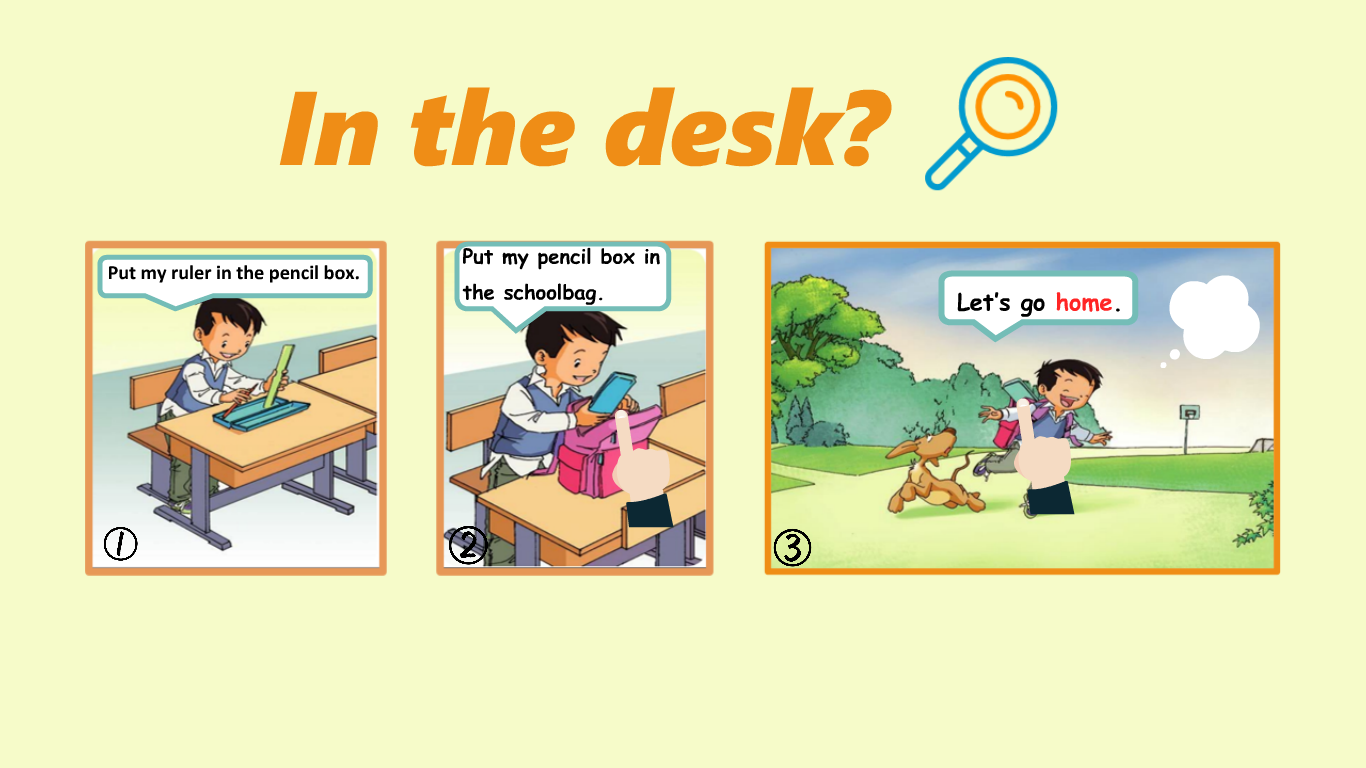 In the desk?
Put my ruler in the pencil box.
①
Put my pencil box in
the schoolbag.
②
Let's go home.
③